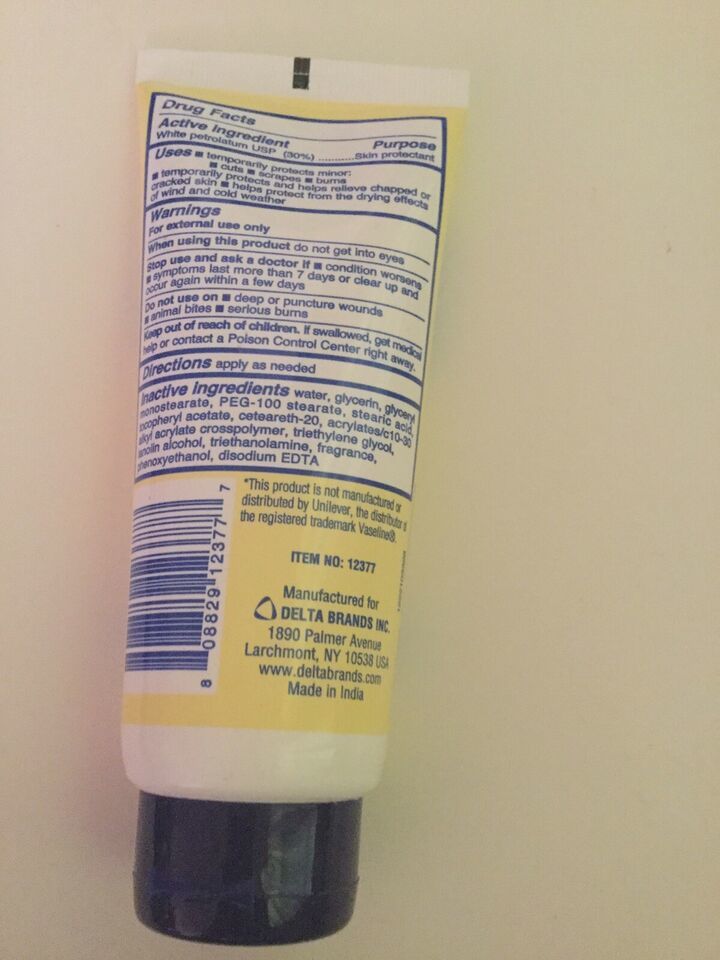 Drug Facts
Active Ingredient Purpose
White petrolatum USP (30%) ..........Skin protectant
Uses ■ temporarily protects minor:
■ cuts ■ scrapes ■ burns
■ temporarily protects and helps relieve chapped or
cracked skin ■ helps protect from the drying effects
of wind and cold weather
Warnings
For external use only
When using this product do not get into eyes
Stop use and ask a doctor if ■ condition worsens
■ symptoms last more than 7 days or clear up and
occur again within a few days
Do not use on ■ deep or puncture wounds
■ animal bites ■ serious burns
Keep out of reach of children. If swallowed, get medical
help or contact a Poison Control Center right away.
Directions apply as needed
Inactive Ingredients water, glycerin, glyceryl
monostearate, PEG-100 stearate, stearic acid,
tocopheryl acetate, ceteareth-20, acrylates/c10-30
alkyl acrylate crosspolymer, triethylene glycol,
lanolin alcohol, triethanolamine, fragrance,
phenoxyethanol, disodium EDTA
*This product is not manufactured or
distributed by Unilever, the distributor of
the registered trademark Vaseline®.
ITEM NO: 12377
Manufactured for
DELTA BRANDS INC.
1890 Palmer Avenue
Larchmont, NY 10538 USA
www.deltabrands.com
Made in India
8 08829 12377 7